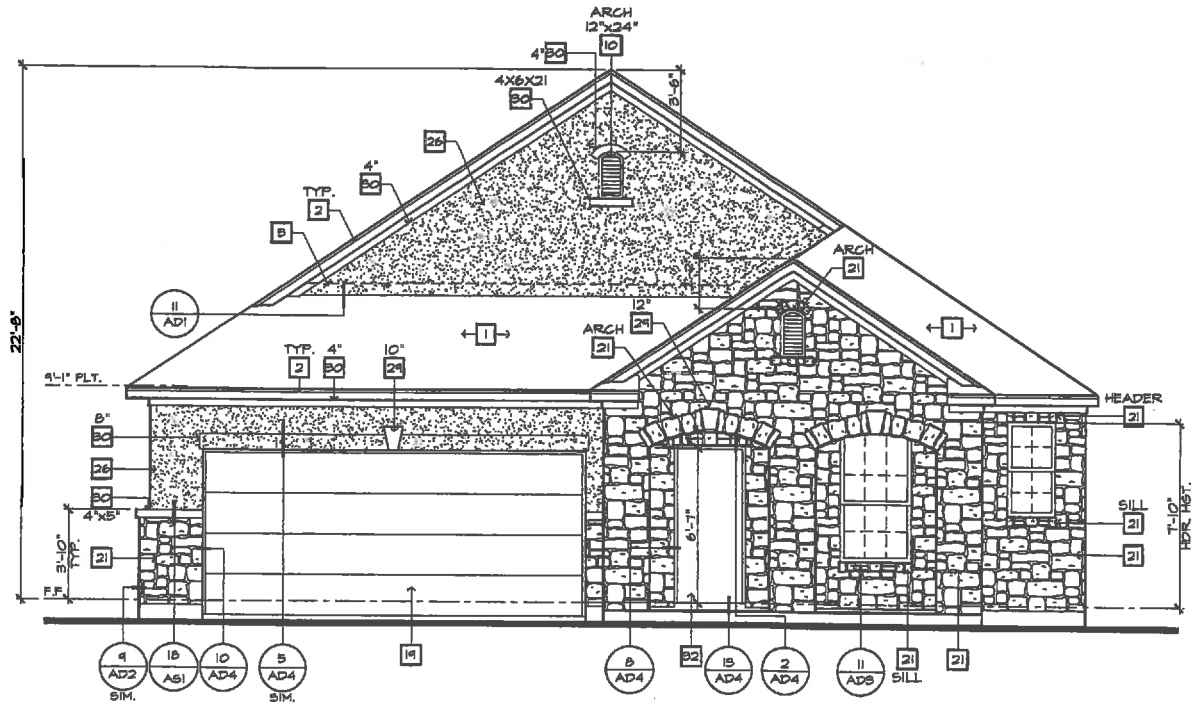 ARCH
12"x24"
10
4" 30
4X6X21
30
3'-6"
26
4"
30
TYP.
2
5
11
AD1
22'-8"
ARCH
21
12"
29
ARCH
21
1
1
TYP. 4" 10"
2 30 29
9'-1" PLT.
HEADER
21
8"
30
26
30
4"x5"
3'-10"
TYP.
21
F.F.
6'-7"
SILL
21
21
7'-10"
HDR. HGT.
9
AD2
SIM.
18
AS1
10
AD4
5
AD4
SIM.
19
8
AD4
32
15
AD4
2
AD4
11
AD3
21
SILL
21